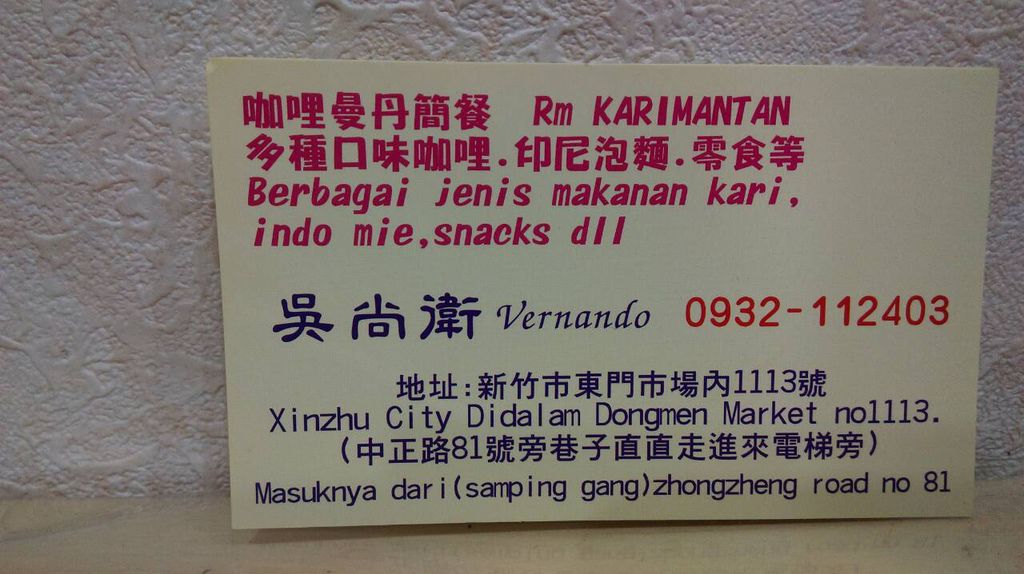 咖哩曼丹簡餐 Rm KARIMANTAN
多種口味咖哩.印尼泡麵.零食等
Berbagai jenis makanan kari,
indo mie,snacks dll
吳尚衛 Vernando 0932-112403
地址:新竹市東門市場內1113號
Xinzhu City Didalam Dongmen Market no1113.
(中正路81號旁巷子直直走進來電梯旁)
Masuknya dari(samping gang)zhongzheng road no 81